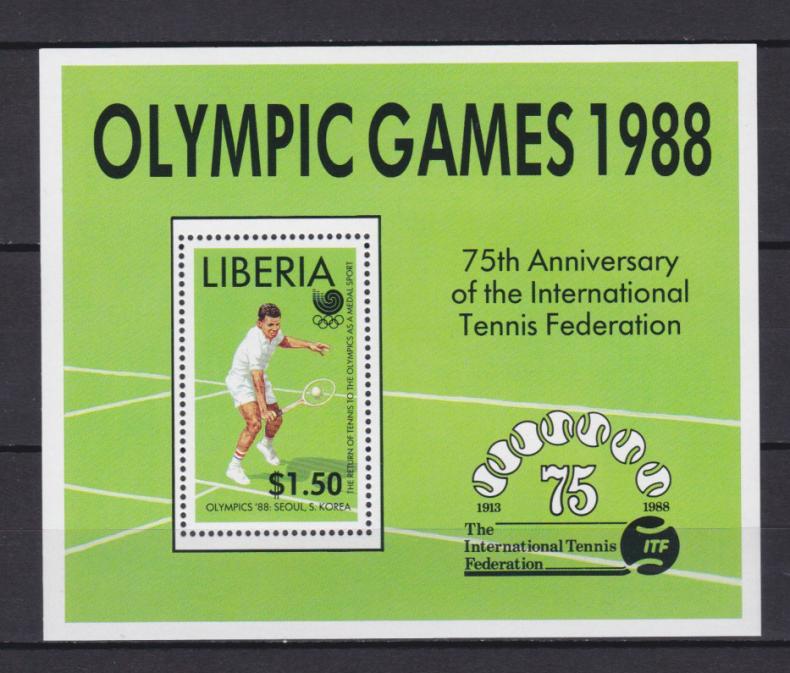 OLYMPIC GAMES 1988
LIBERIA
THE RETURN OF TENNIS TO THE OLYMPICS AS A MEDAL SPORT
$1.50
OLYMPICS '88: SEOUL, S. KOREA
75th Anniversary
of the International
Tennis Federation
75
1913
1988
The
International Tennis
Federation
ITF